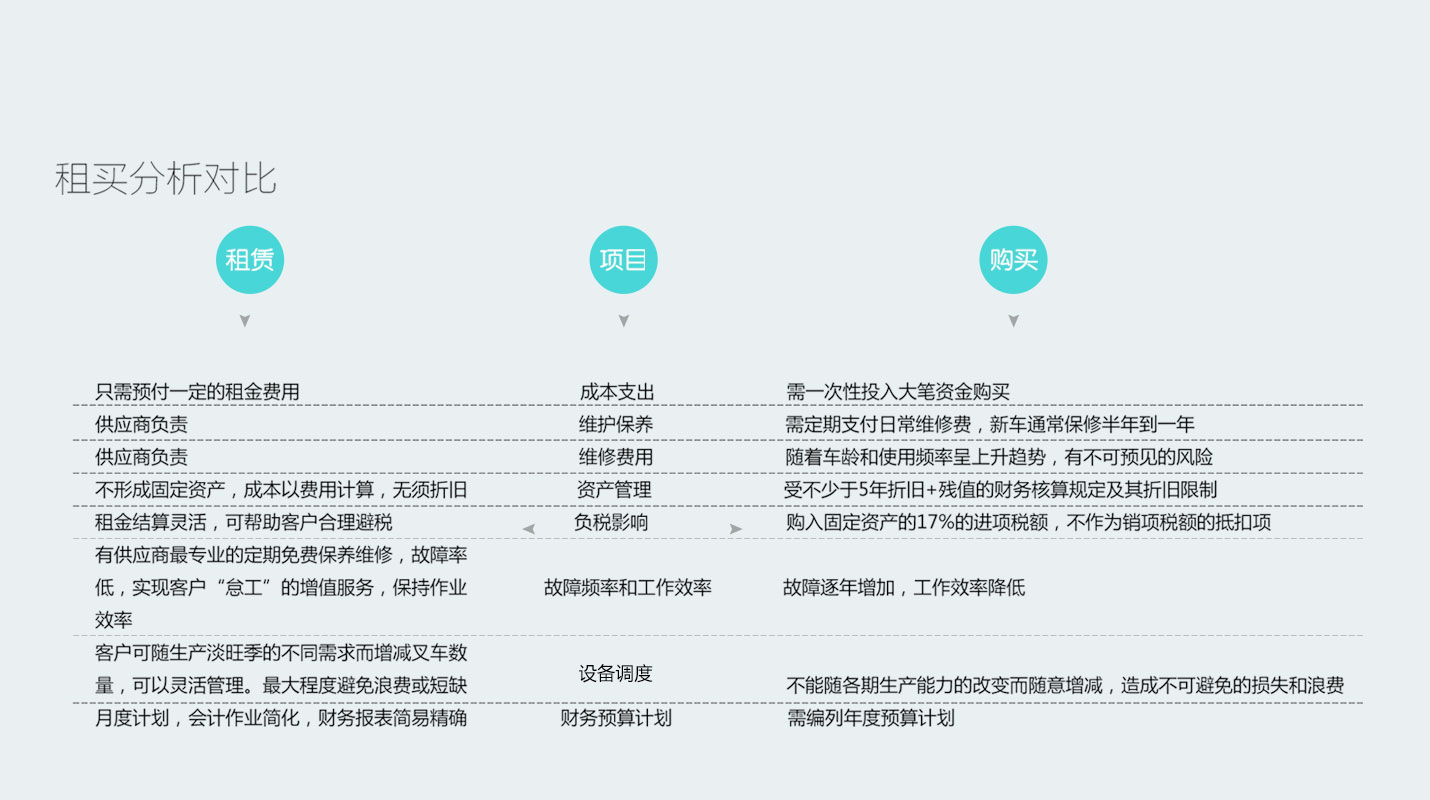 租买分析对比
租赁 项目 购买
只需预付一定的租金费用 成本支出 需一次性投入大笔资金购买
供应商负责 维护保养 需定期支付日常维修费，新车通常保修半年到一年
供应商负责 维修费用 随着车龄和使用频率呈上升趋势，有不可预见的风险
不形成固定资产，成本以费用计算，无须折旧 资产管理 受不少于5年折旧+残值的财务核算规定及其折旧限制
租金结算灵活，可帮助客户合理避税 负税影响 购入固定资产的17%的进项税额，不作为销项税额的抵扣项
有供应商最专业的定期免费保养维修，故障率
低，实现客户“怠工”的增值服务，保持作业 故障频率和工作效率 故障逐年增加，工作效率降低
效率
客户可随生产淡旺季的不同需求而增减叉车数
设备调度
量，可以灵活管理。最大程度避免浪费或短缺 不能随各期生产能力的改变而随意增减，造成不可避免的损失和浪费
月度计划，会计作业简化，财务报表简易精确 财务预算计划 需编列年度预算计划